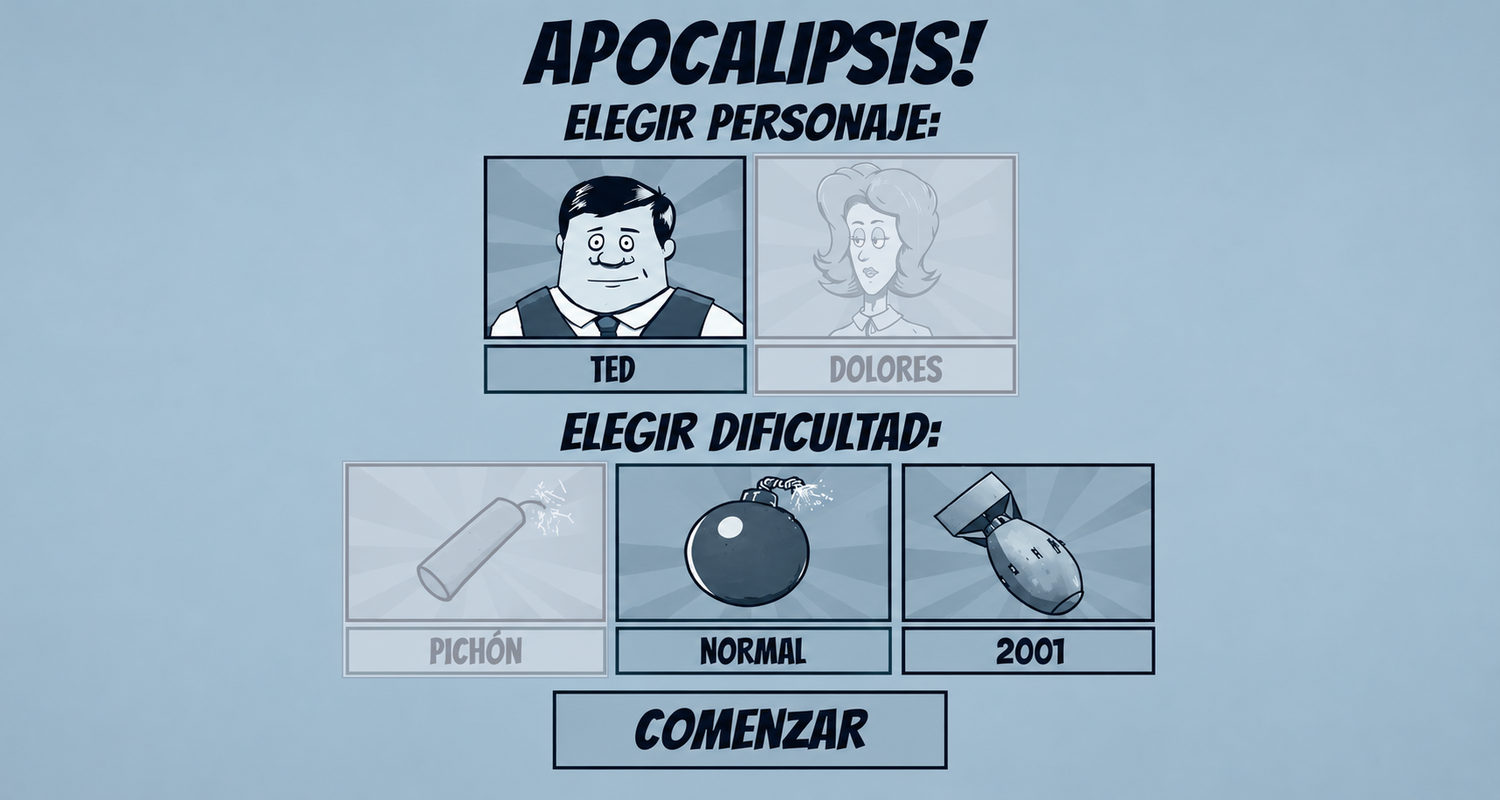 APOCALIPSIS!
ELEGIR PERSONAJE:
TED
DOLORES
ELEGIR DIFICULTAD:
PICHÓN
NORMAL
2001
COMENZAR